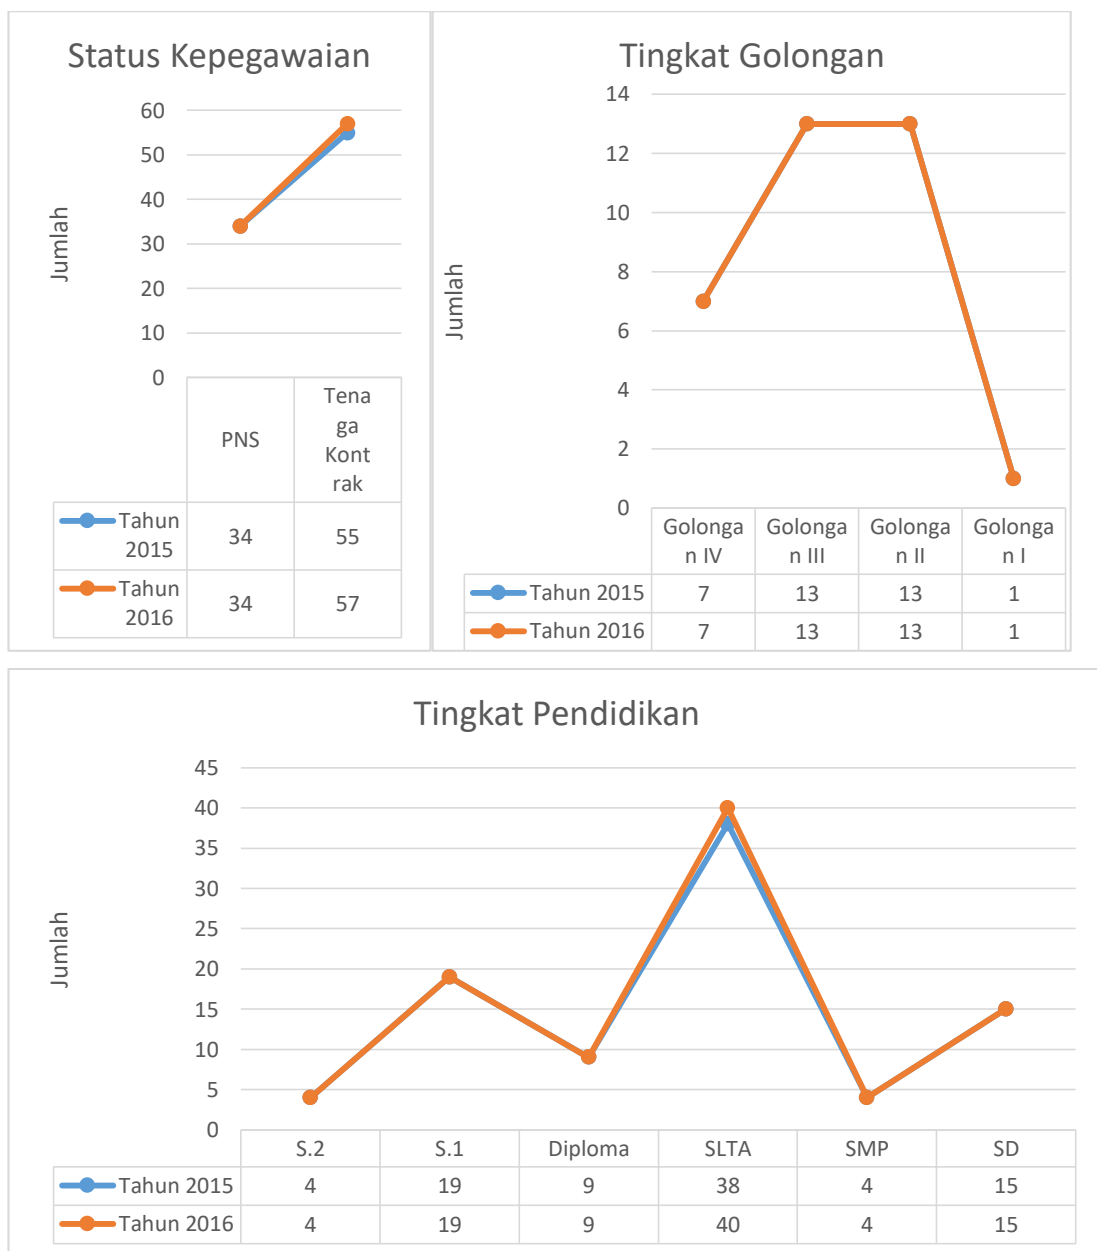 Status Kepegawaian
60
50
40
30
20
10
0
Jumlah
PNS
Tena
ga
Kont
rak
Tahun
2015
34
55
Tahun
2016
34
57
Tingkat Golongan
14
12
10
8
6
4
2
0
Jumlah
Golonga
n IV
Golonga
n III
Golonga
n II
Golonga
n I
Tahun 2015 7 13 13 1
Tahun 2016 7 13 13 1
Tingkat Pendidikan
45
40
35
30
25
20
15
10
5
0
Jumlah
S.2 S.1 Diploma SLTA SMP SD
Tahun 2015 4 19 9 38 4 15
Tahun 2016 4 19 9 40 4 15